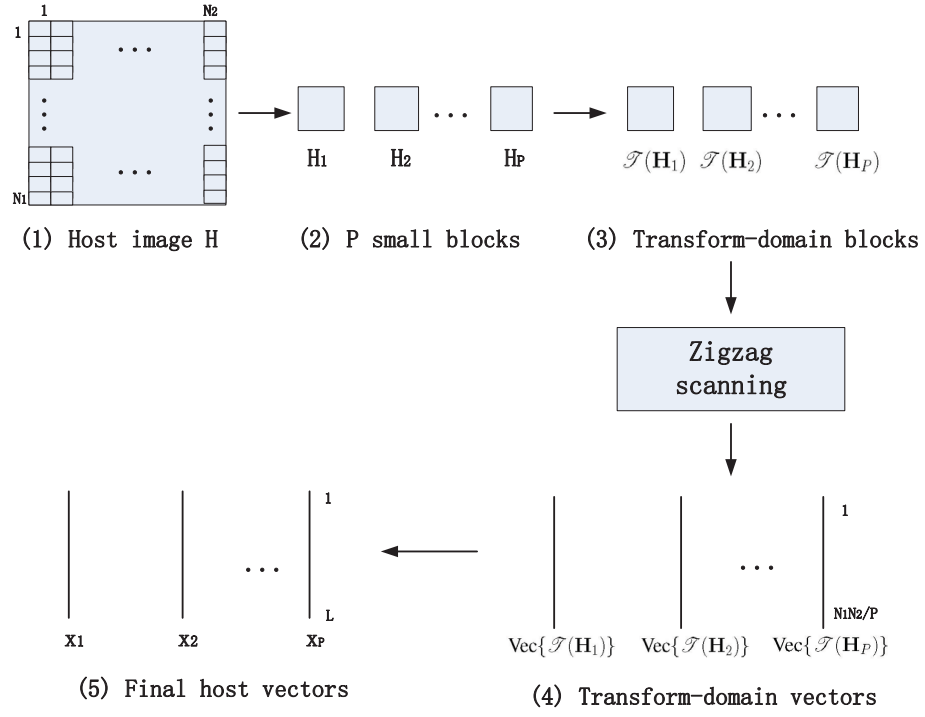 1 N2
1
...
...
N1
(1) Host image H
H1 H2 ... HP
(2) P small blocks
𝒯(H1) 𝒯(H2) ... 𝒯(HP)
(3) Transform-domain blocks
Zigzag
scanning
1
...
N1N2/P
Vec{𝒯(H1)} Vec{𝒯(H2)} Vec{𝒯(HP)}
(4) Transform-domain vectors
1
...
L
X1 X2 XP
(5) Final host vectors